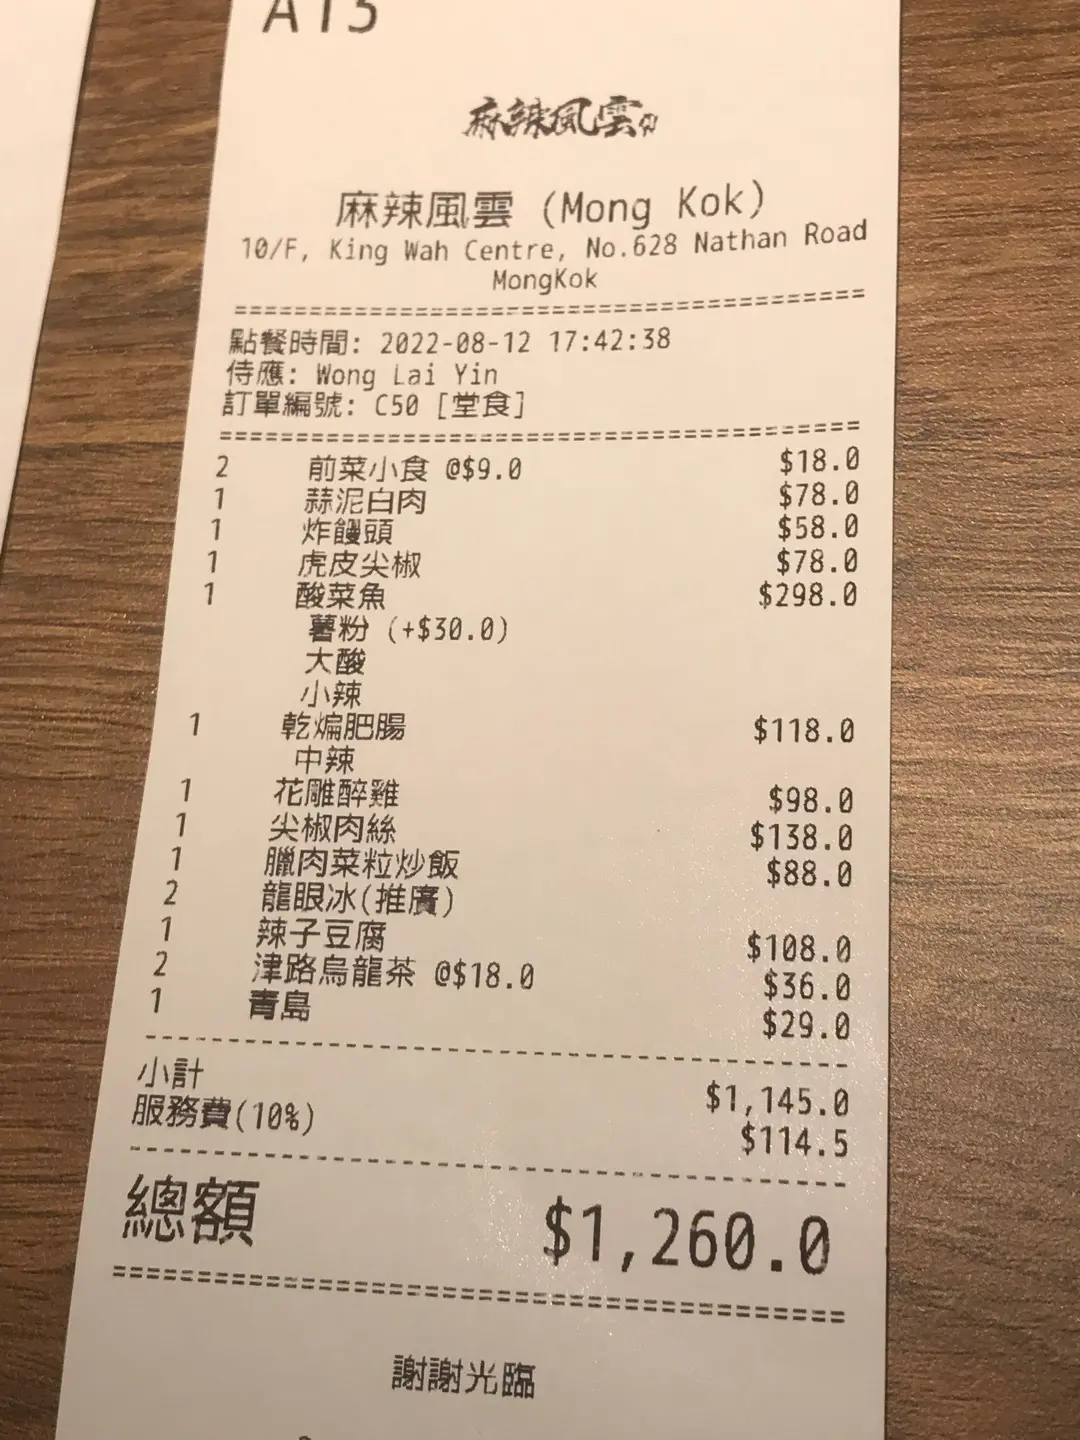 A13
麻辣風雲
麻辣風雲 (Mong Kok)
10/F, King Wah Centre, No.628 Nathan Road
MongKok
點餐時間: 2022-08-12 17:42:38
侍應: Wong Lai Yin
訂單編號: C50 [堂食]
2 前菜小食 @$9.0 $18.0
1 蒜泥白肉 $78.0
1 炸饅頭 $58.0
1 虎皮尖椒 $78.0
1 酸菜魚 $298.0
薯粉 (+$30.0)
大酸
小辣
1 乾煸肥腸 $118.0
中辣
1 花雕醉雞 $98.0
1 尖椒肉絲 $138.0
1 臘肉菜粒炒飯 $88.0
2 龍眼冰(推廣)
1 辣子豆腐 $108.0
2 津路烏龍茶 @$18.0 $36.0
1 青島 $29.0
小計 $1,145.0
服務費(10%) $114.5
總額 $1,260.0
謝謝光臨